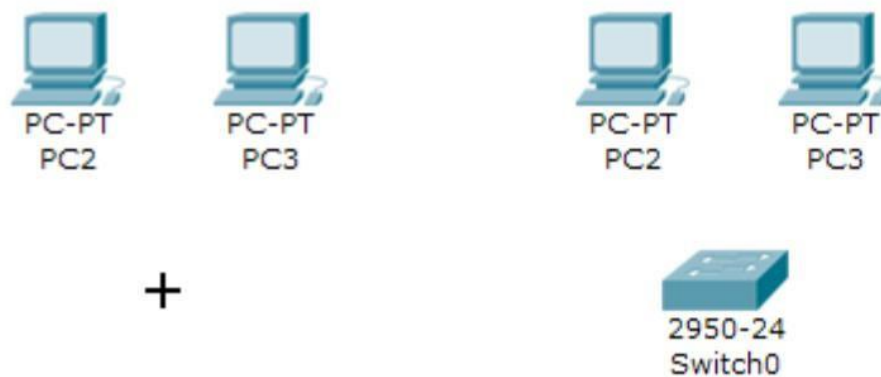 PC-PT
PC2
PC-PT
PC3
PC-PT
PC2
PC-PT
PC3
2950-24
Switch0